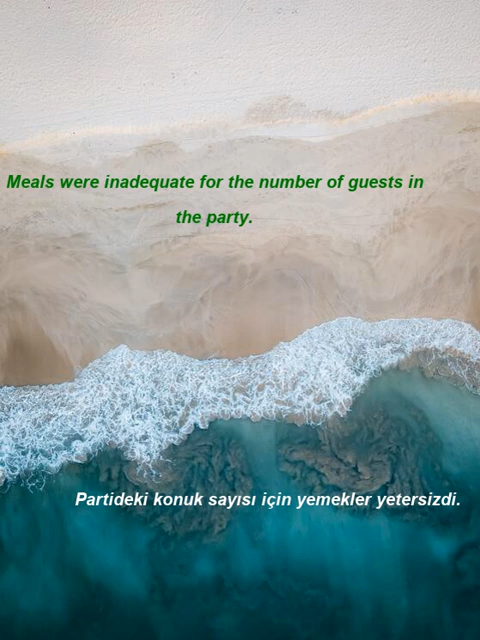 Meals were inadequate for the number of guests in
the party.
Partideki konuk sayısı için yemekler yetersizdi.